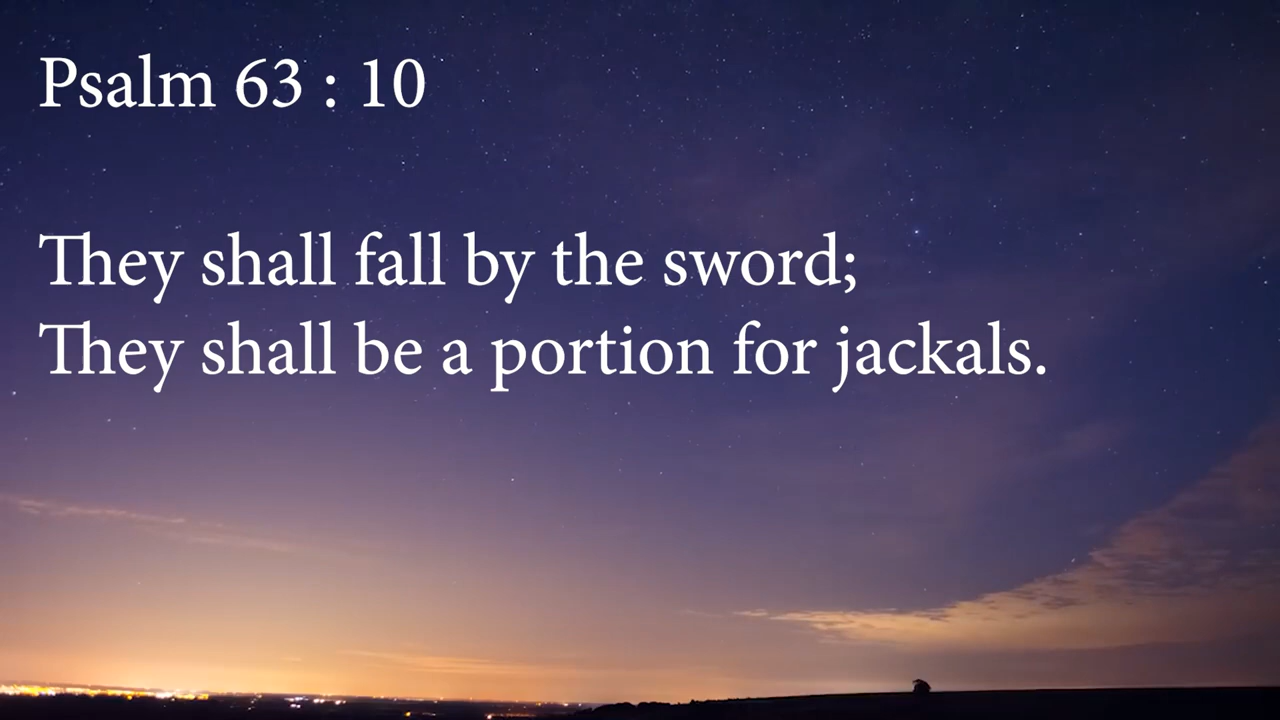 Psalm 63 : 10
They shall fall by the sword;
They shall be a portion for jackals.